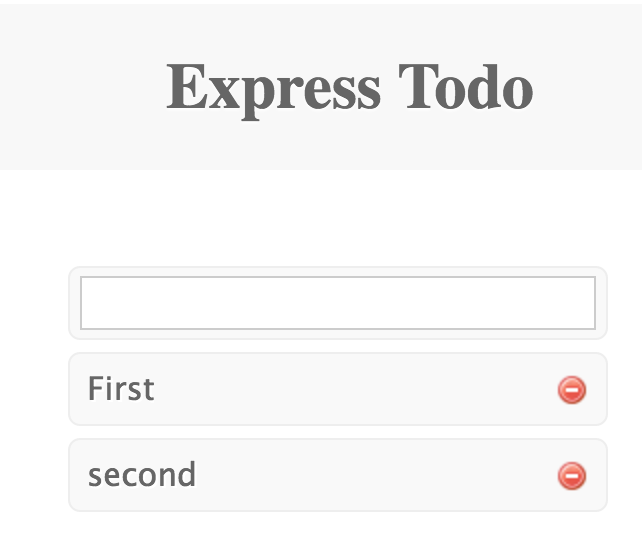 Express Todo
First
second